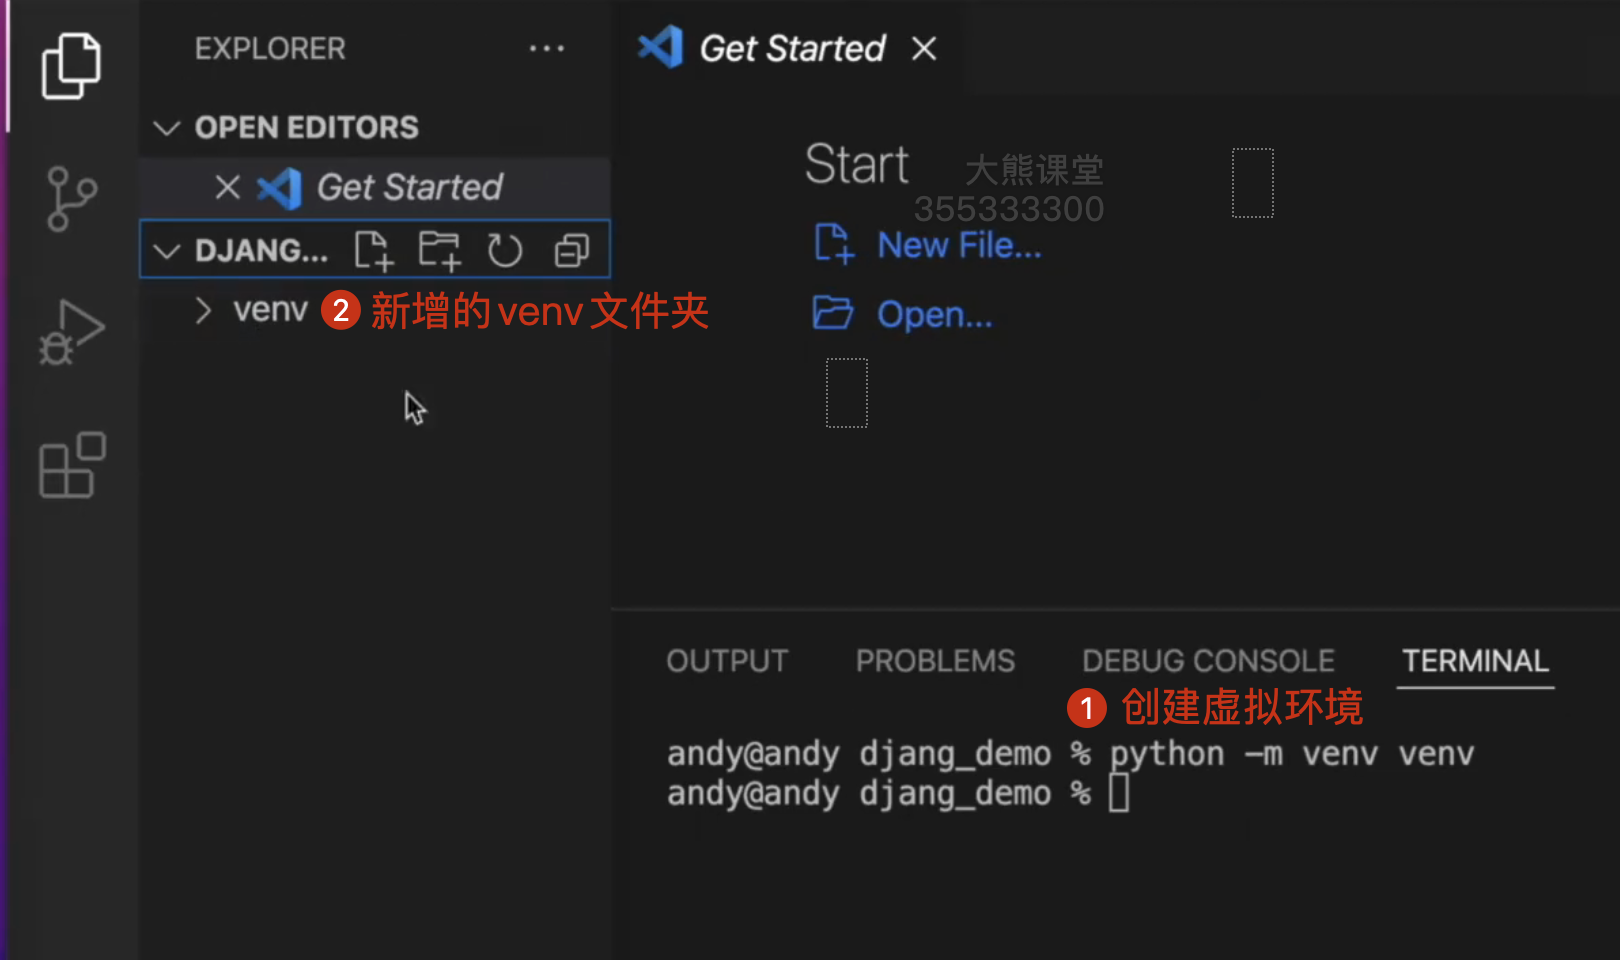 EXPLORER
OPEN EDITORS
Get Started
DJANG...
venv
2 新增的venv文件夹
Get Started
Start
大熊课堂
355333300
New File...
Open...
OUTPUT PROBLEMS DEBUG CONSOLE TERMINAL
1 创建虚拟环境
andy@andy djang_demo % python -m venv venv
andy@andy djang_demo %